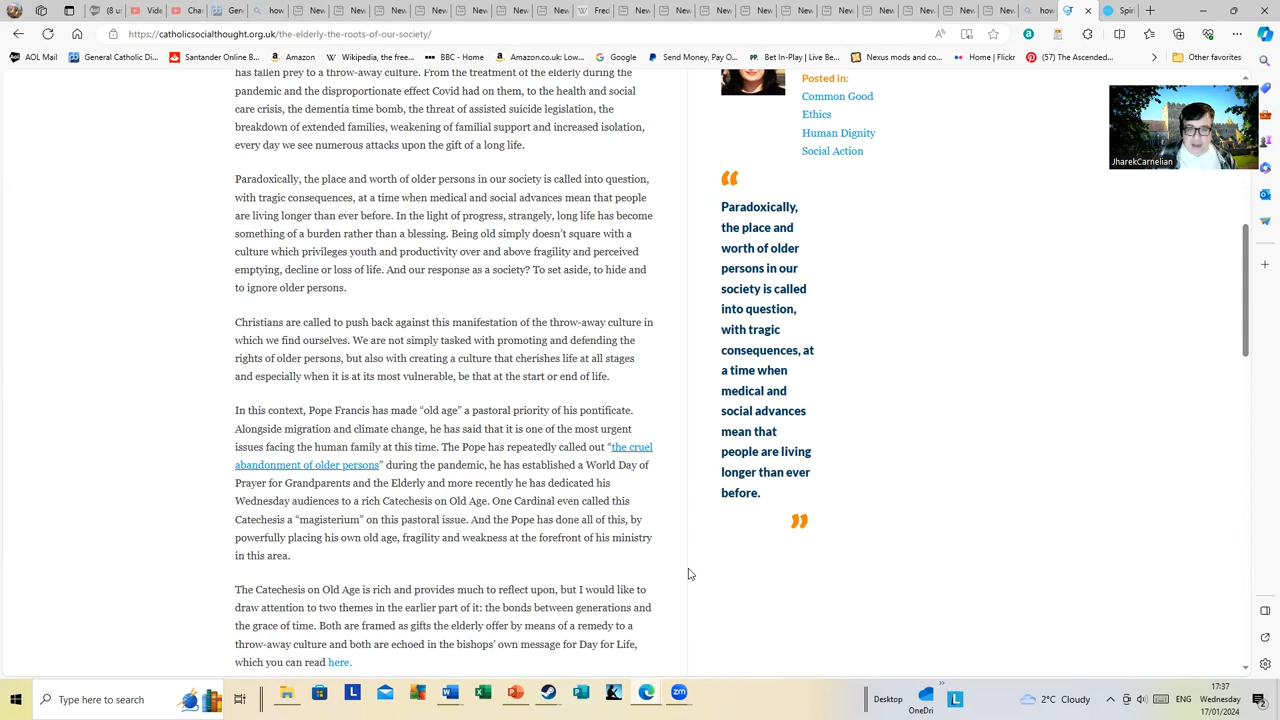 8 ur
Vide
Gene
Geor
Fred
how
Spiri
https://catholicsocialthought.org.uk/the-elderly-the-roots-of-our-society/
AOL Mail
General Catholic Di...
Santander Online B...
Amazon
Wikipedia, the free...
BBC - Home
Amazon.co.uk: Low...
Google
Send Money, Pay O...
Bet In-Play | Live Be...
Nexus mods and co...
Home | Flickr
(57) The Ascended...
Other favorites
has fallen prey to a throw-away culture. From the treatment of the elderly during the
pandemic and the disproportionate effect Covid had on them, to the health and social
care crisis, the dementia time bomb, the threat of assisted suicide legislation, the
breakdown of extended families, weakening of familial support and increased isolation,
every day we see numerous attacks upon the gift of a long life.
Paradoxically, the place and worth of older persons in our society is called into question,
with tragic consequences, at a time when medical and social advances mean that people
are living longer than ever before. In the light of progress, strangely, long life has become
something of a burden rather than a blessing. Being old simply doesn't square with a
culture which privileges youth and productivity over and above fragility and perceived
emptying, decline or loss of life. And our response as a society? To set aside, to hide and
to ignore older persons.
Christians are called to push back against this manifestation of the throw-away culture in
which we find ourselves. We are not simply tasked with promoting and defending the
rights of older persons, but also with creating a culture that cherishes life at all stages
and especially when it is at its most vulnerable, be that at the start or end of life.
In this context, Pope Francis has made “old age” a pastoral priority of his pontificate.
Alongside migration and climate change, he has said that it is one of the most urgent
issues facing the human family at this time. The Pope has repeatedly called out “the cruel
abandonment of older persons” during the pandemic, he has established a World Day of
Prayer for Grandparents and the Elderly and more recently he has dedicated his
Wednesday audiences to a rich Catechesis on Old Age. One Cardinal even called this
Catechesis a “magisterium” on this pastoral issue. And the Pope has done all of this, by
powerfully placing his own old age, fragility and weakness at the forefront of his ministry
in this area.
The Catechesis on Old Age is rich and provides much to reflect upon, but I would like to
draw attention to two themes in the earlier part of it: the bonds between generations and
the grace of time. Both are framed as gifts the elderly offer by means of a remedy to a
throw-away culture and both are echoed in the bishops' own message for Day for Life,
which you can read here.
Posted in:
Common Good
Ethics
Human Dignity
Social Action
“
Paradoxically,
the place and
worth of older
persons in our
society is called
into question,
with tragic
consequences, at
a time when
medical and
social advances
mean that
people are living
longer than ever
before.
”
JharekCarnelian
Type here to search
Desktop
OneDri
2°C Cloudy
17:37
Wednesday
17/01/2024